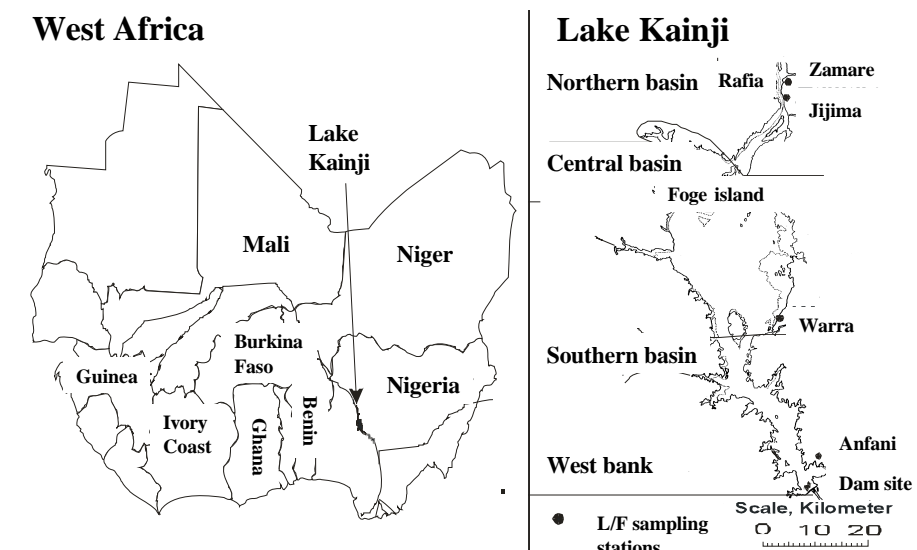 West Africa
Lake
Kainji
Mali
Niger
Burkina
Faso
Guinea
Nigeria
Ivory
Coast
Ghana
Benin
Lake Kainji
Northern basin
Rafia
Zamare
Jijima
Central basin
Foge island
Warra
Southern basin
Anfani
West bank
Dam site
Scale, Kilometer
0 10 20
L/F sampling
stations